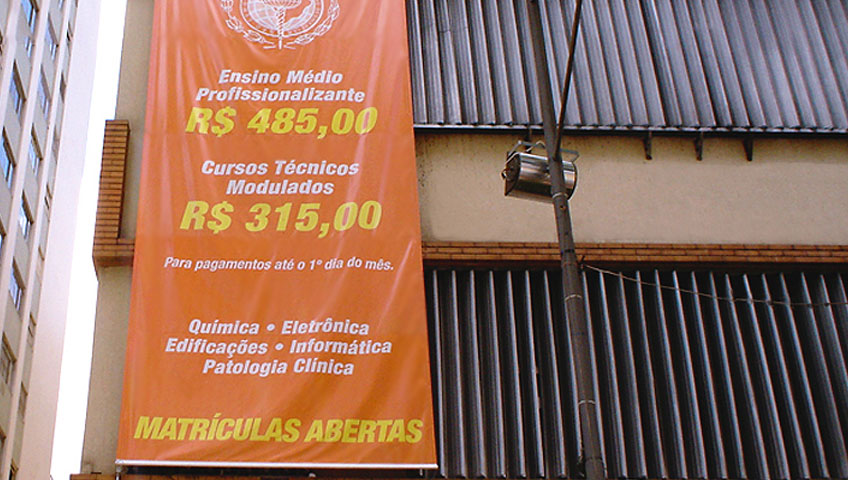 Ensino Médio
Profissionalizante
R$ 485,00
Cursos Técnicos
Modulados
R$ 315,00
Para pagamentos até o 1º dia do mês.
Química • Eletrônica
Edificações • Informática
Patologia Clínica
MATRÍCULAS ABERTAS